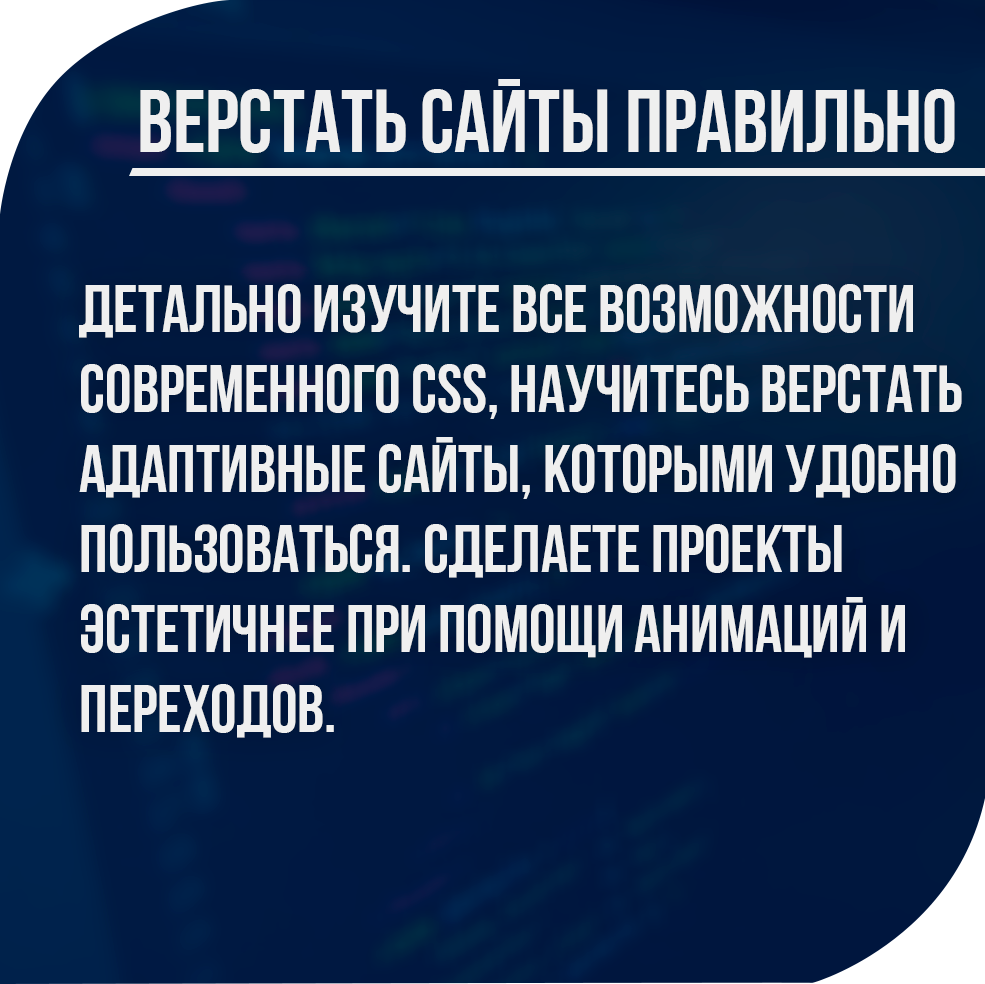 ВЕРСТАТЬ САЙТЫ ПРАВИЛЬНО
ДЕТАЛЬНО ИЗУЧИТЕ ВСЕ ВОЗМОЖНОСТИ
СОВРЕМЕННОГО CSS, НАУЧИТЕСЬ ВЕРСТАТЬ
АДАПТИВНЫЕ САЙТЫ, КОТОРЫМИ УДОБНО
ПОЛЬЗОВАТЬСЯ. СДЕЛАЕТЕ ПРОЕКТЫ
ЭСТЕТИЧНЕЕ ПРИ ПОМОЩИ АНИМАЦИЙ И
ПЕРЕХОДОВ.